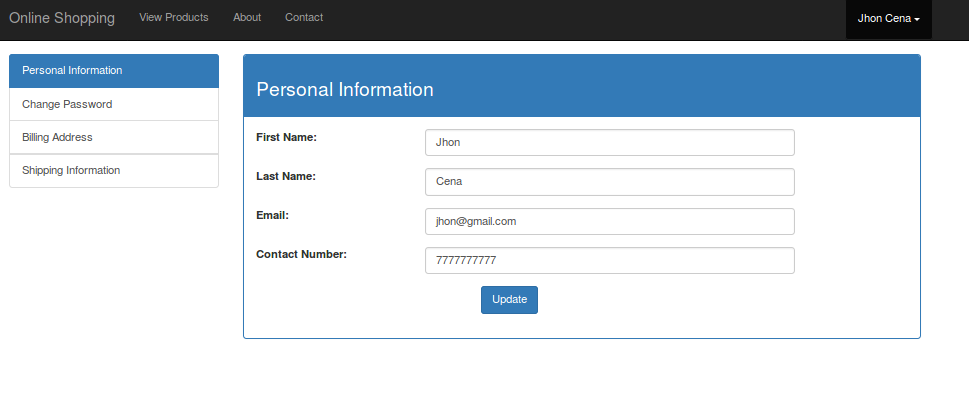 Online Shopping View Products About Contact Jhon Cena
Personal Information
Change Password
Billing Address
Shipping Information
Personal Information
First Name: Jhon
Last Name: Cena
Email: jhon@gmail.com
Contact Number: 7777777777
Update